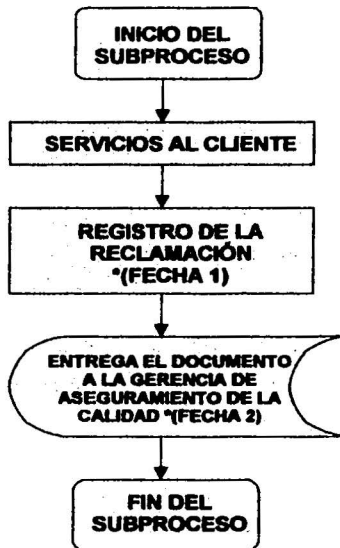 INICIO DEL
SUBPROCESO
SERVICIOS AL CLIENTE
REGISTRO DE LA
RECLAMACIÓN
*(FECHA 1)
ENTREGA EL DOCUMENTO
A LA GERENCIA DE
ASEGURAMIENTO DE LA
CALIDAD *(FECHA 2)
FIN DEL
SUBPROCESO